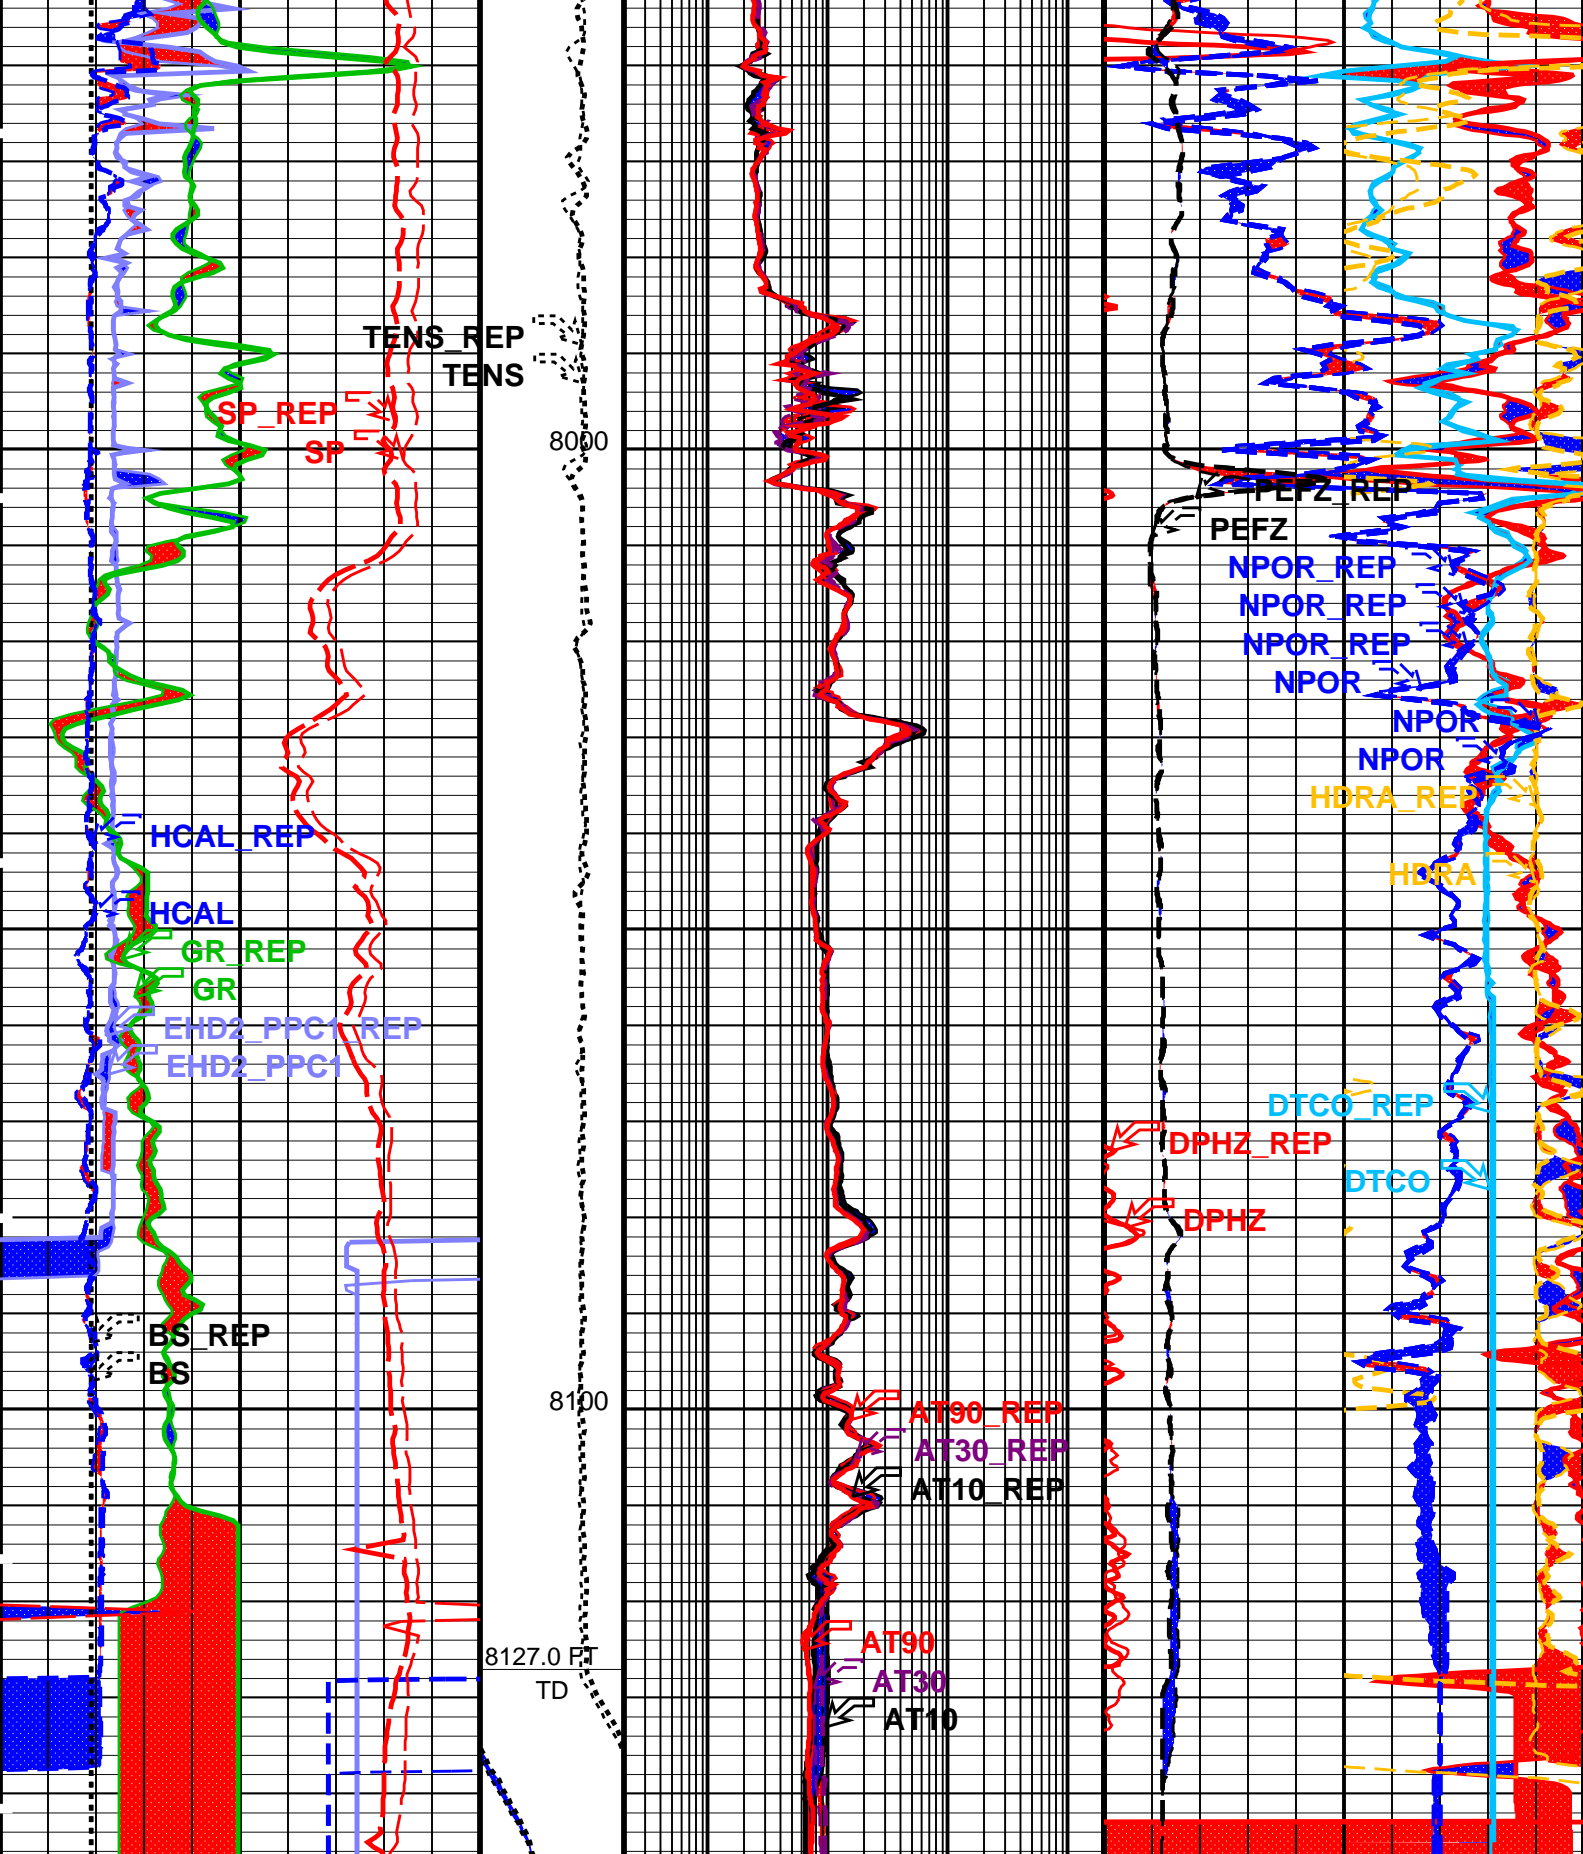 TENS_REP
TENS
SP_REP
SP
8000
PEFZ_REP
PEFZ
NPOR_REP
NPOR_REP
NPOR_REP
NPOR
NPOR
NPOR
HDRA_REP
HCAL_REP
HDRA
HCAL
GR_REP
GR
EHD2_PPC1_REP
EHD2_PPC1
DTCO_REP
DPHZ_REP
DTCO
DPHZ
BS_REP
BS
8100
AT90_REP
AT30_REP
AT10_REP
AT90
8127.0 FT
TD
AT30
AT10